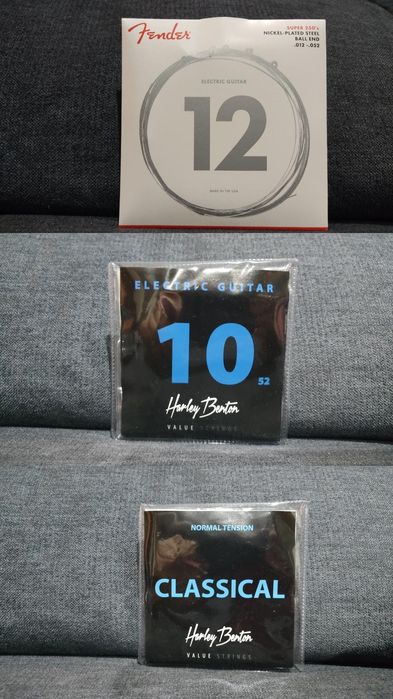 Fender
SUPER 250's
NICKEL-PLATED STEEL
BALL END
.012 - .052
ELECTRIC GUITAR
12
MADE IN THE USA
ELECTRIC GUITAR
10
52
Harley Benton
VALUE STRINGS
NORMAL TENSION
CLASSICAL
Harley Benton
VALUE STRINGS